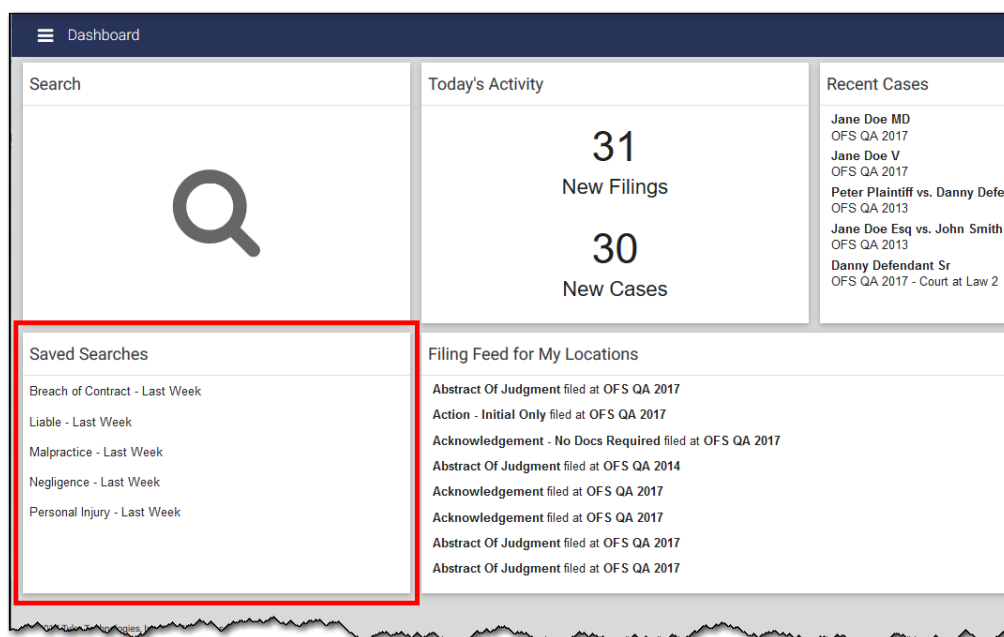 Dashboard
Search
Today's Activity
31
New Filings
30
New Cases
Recent Cases
Jane Doe MD
OFS QA 2017
Jane Doe V
OFS QA 2017
Peter Plaintiff vs. Danny Defe
OFS QA 2013
Jane Doe Esq vs. John Smith
OFS QA 2013
Danny Defendant Sr
OFS QA 2017 - Court at Law 2
Saved Searches
Breach of Contract - Last Week
Liable - Last Week
Malpractice - Last Week
Negligence - Last Week
Personal Injury - Last Week
Filing Feed for My Locations
Abstract Of Judgment filed at OFS QA 2017
Action - Initial Only filed at OFS QA 2017
Acknowledgement - No Docs Required filed at OFS QA 2017
Abstract Of Judgment filed at OFS QA 2014
Acknowledgement filed at OFS QA 2017
Acknowledgement filed at OFS QA 2017
Abstract Of Judgment filed at OFS QA 2017
Abstract Of Judgment filed at OFS QA 2017